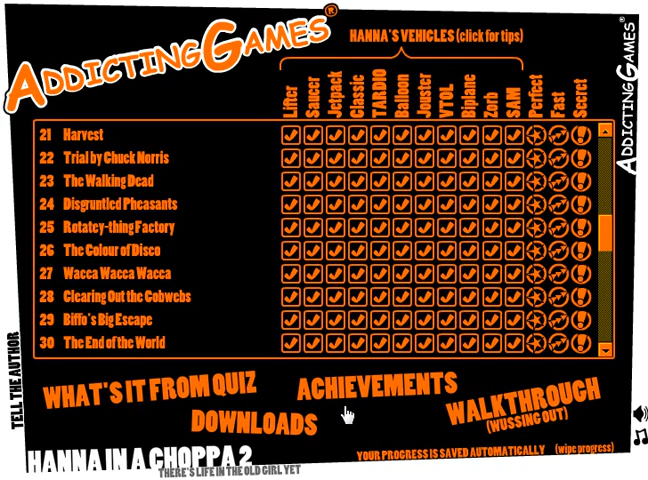 ADDICTINGGAMES®
HANNA'S VEHICLES (click for tips)
Lifter
Saucer
Jetpack
Classic
TARDIO
Balloon
Jouster
VTOL
Biplane
Zorb
SAM
Perfect
Fast
Secret
ADDICTINGGAMES®
21 Harvest
22 Trial by Chuck Norris
23 The Walking Dead
24 Disgruntled Pheasants
25 Rotatey-thing Factory
26 The Colour of Disco
27 Wacca Wacca Wacca
28 Clearing Out the Cobwebs
29 Biffo's Big Escape
30 The End of the World
TELL THE AUTHOR
WHAT'S IT FROM QUIZ
ACHIEVEMENTS
DOWNLOADS
WALKTHROUGH
(WUSSING OUT)
YOUR PROGRESS IS SAVED AUTOMATICALLY (wipe progress)
HANNA IN A CHOPPA 2
THERE'S LIFE IN THE OLD GIRL YET